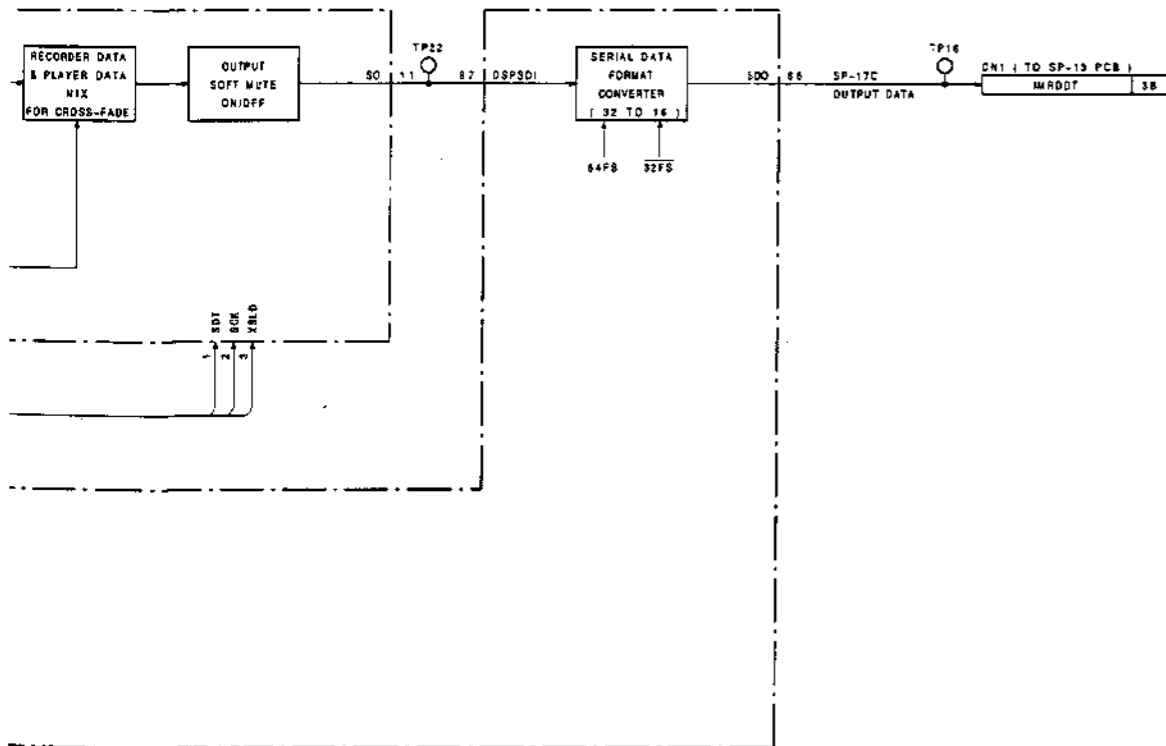 RECORDER DATA
& PLAYER DATA
MIX
FOR CROSS-FADE
OUTPUT
SOFT MUTE
ON/OFF
SO 11
TP22
87 DSPSDI
SERIAL DATA
FORMAT
CONVERTER
( 32 TO 16 )
64FS 32FS
SDO 66 SP-17C
OUTPUT DATA
TP16
CN1 ( TO SP-13 PCB )
3B
SDT
SCK
XSLD
1
2
3